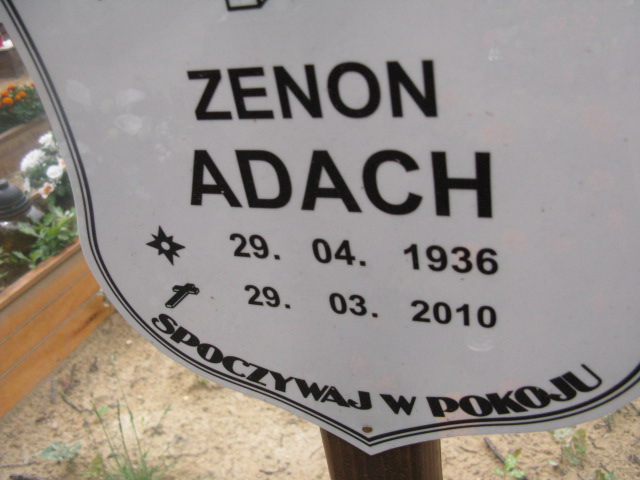 ZENON
ADACH
29. 04. 1936
29. 03. 2010
SPOCZYWAJ W POKOJU